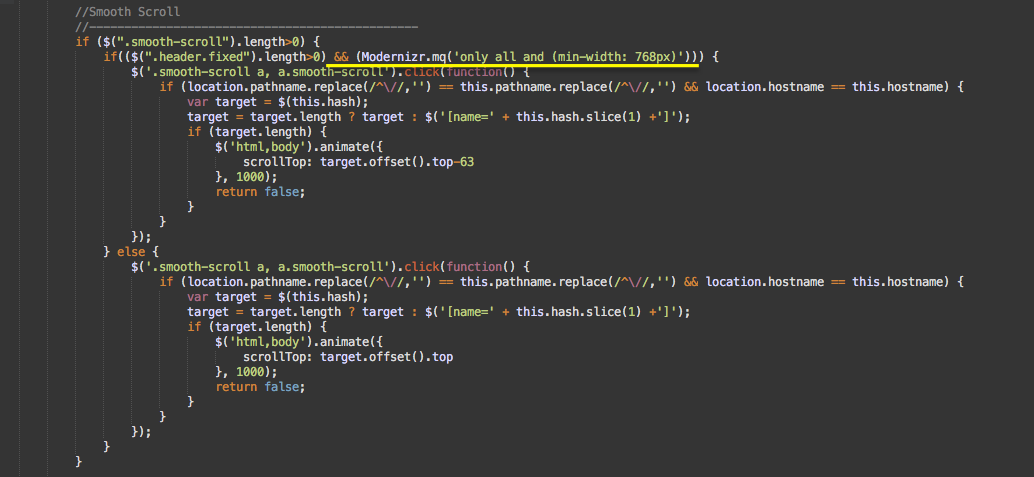 //Smooth Scroll
//-----------------------------------------------
if ($(".smooth-scroll").length>0) {
if(($(".header.fixed").length>0) && (Modernizr.mq('only all and (min-width: 768px)'))) {
$('.smooth-scroll a, a.smooth-scroll').click(function() {
if (location.pathname.replace(/^\//,'') == this.pathname.replace(/^\//,'') && location.hostname == this.hostname) {
var target = $(this.hash);
target = target.length ? target : $('[name=' + this.hash.slice(1) +']');
if (target.length) {
$('html,body').animate({
scrollTop: target.offset().top-63
}, 1000);
return false;
}
}
});
} else {
$('.smooth-scroll a, a.smooth-scroll').click(function() {
if (location.pathname.replace(/^\//,'') == this.pathname.replace(/^\//,'') && location.hostname == this.hostname) {
var target = $(this.hash);
target = target.length ? target : $('[name=' + this.hash.slice(1) +']');
if (target.length) {
$('html,body').animate({
scrollTop: target.offset().top
}, 1000);
return false;
}
}
});
}
}